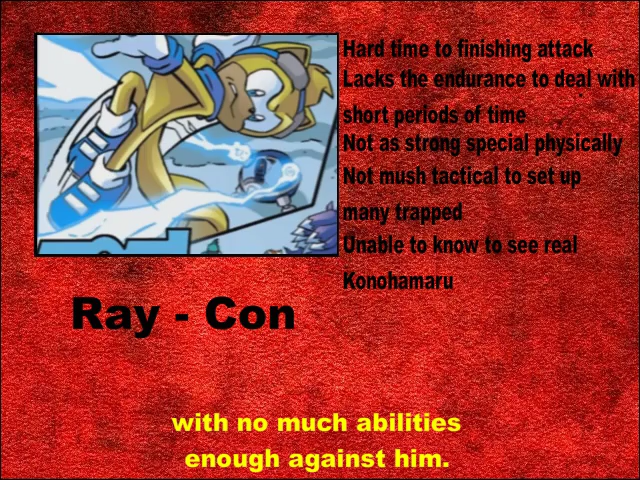 Hard time to finishing attack
Lacks the endurance to deal with
short periods of time
Not as strong special physically
Not mush tactical to set up
many trapped
Unable to know to see real
Konohamaru
Ray - Con
with no much abilities
enough against him.